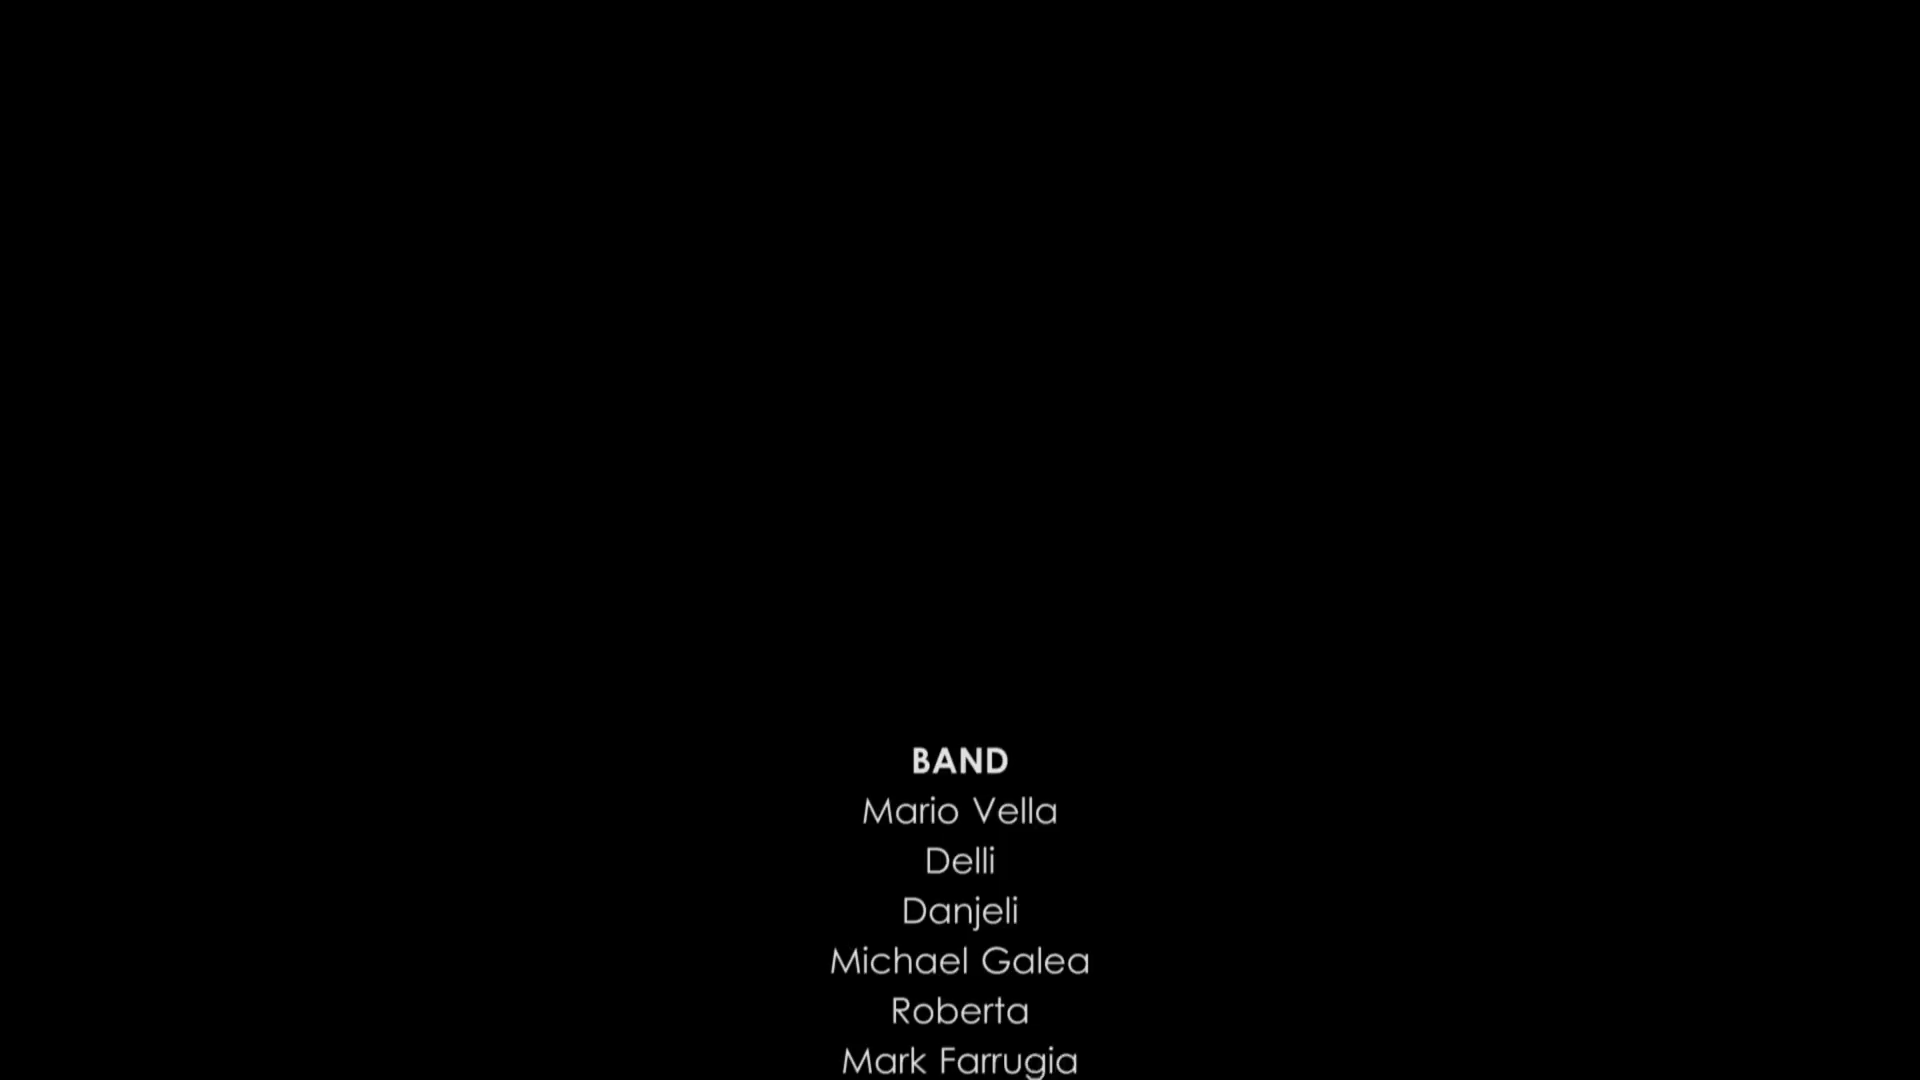 BAND
Mario Vella
Delli
Danjeli
Michael Galea
Roberta
Mark Farrugia